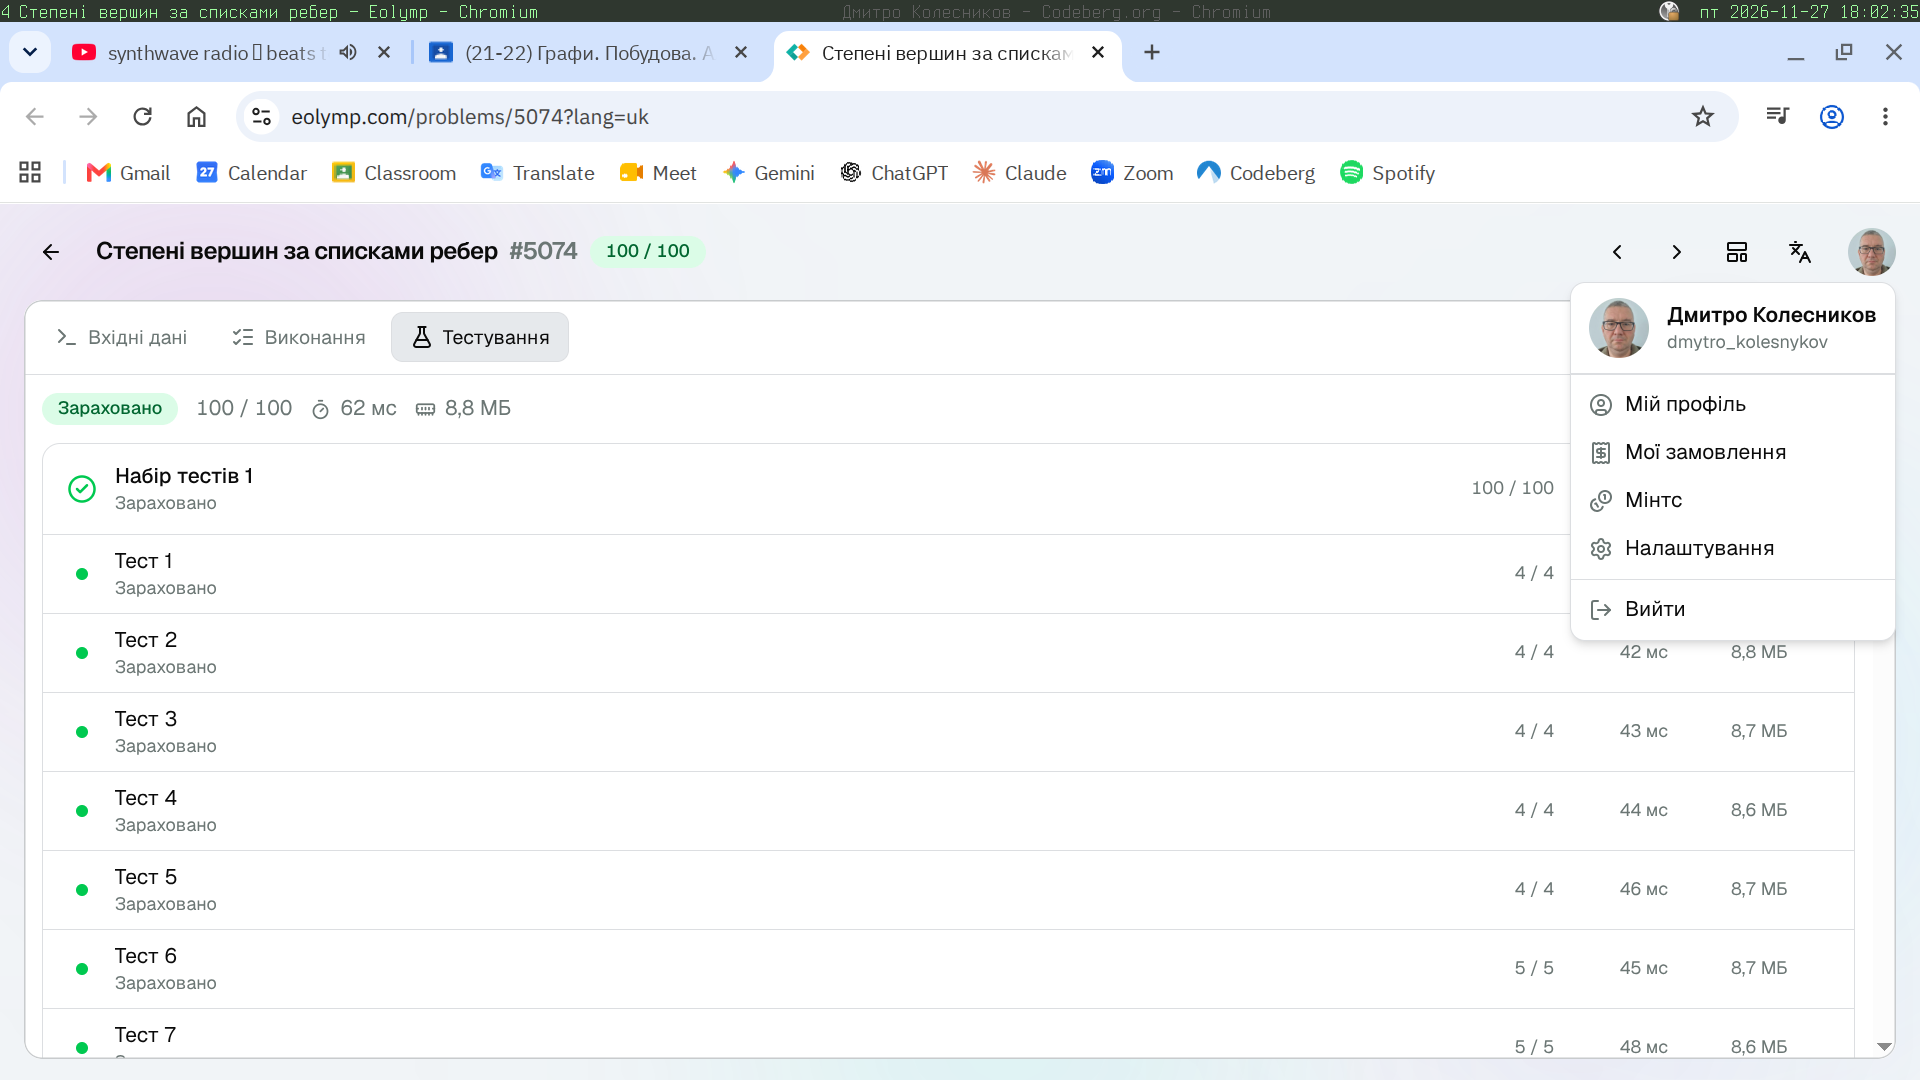 4 Степені вершин за списками ребер - Eolymp - Chromium
Дмитро Колесников - Codeberg.org - Chromium
пт 2026-11-27 18:02:35
synthwave radio beats t
(21-22) Графи. Побудова. А
Степені вершин за спискам
eolymp.com/problems/5074?lang=uk
Gmail
27 Calendar
Classroom
Translate
Meet
Gemini
ChatGPT
Claude
zm Zoom
Codeberg
Spotify
Степені вершин за списками ребер #5074 100 / 100
Дмитро Колесников
dmytro_kolesnykov
Мій профіль
Мої замовлення
Мінтс
Налаштування
Вийти
Вхідні дані
Виконання
Тестування
Зараховано 100 / 100 62 мс 8,8 МБ
Набір тестів 1
Зараховано
100 / 100
Тест 1
Зараховано
4 / 4
Тест 2
Зараховано
4 / 4 42 мс 8,8 МБ
Тест 3
Зараховано
4 / 4 43 мс 8,7 МБ
Тест 4
Зараховано
4 / 4 44 мс 8,6 МБ
Тест 5
Зараховано
4 / 4 46 мс 8,7 МБ
Тест 6
Зараховано
5 / 5 45 мс 8,7 МБ
Тест 7
5 / 5 48 мс 8,6 МБ